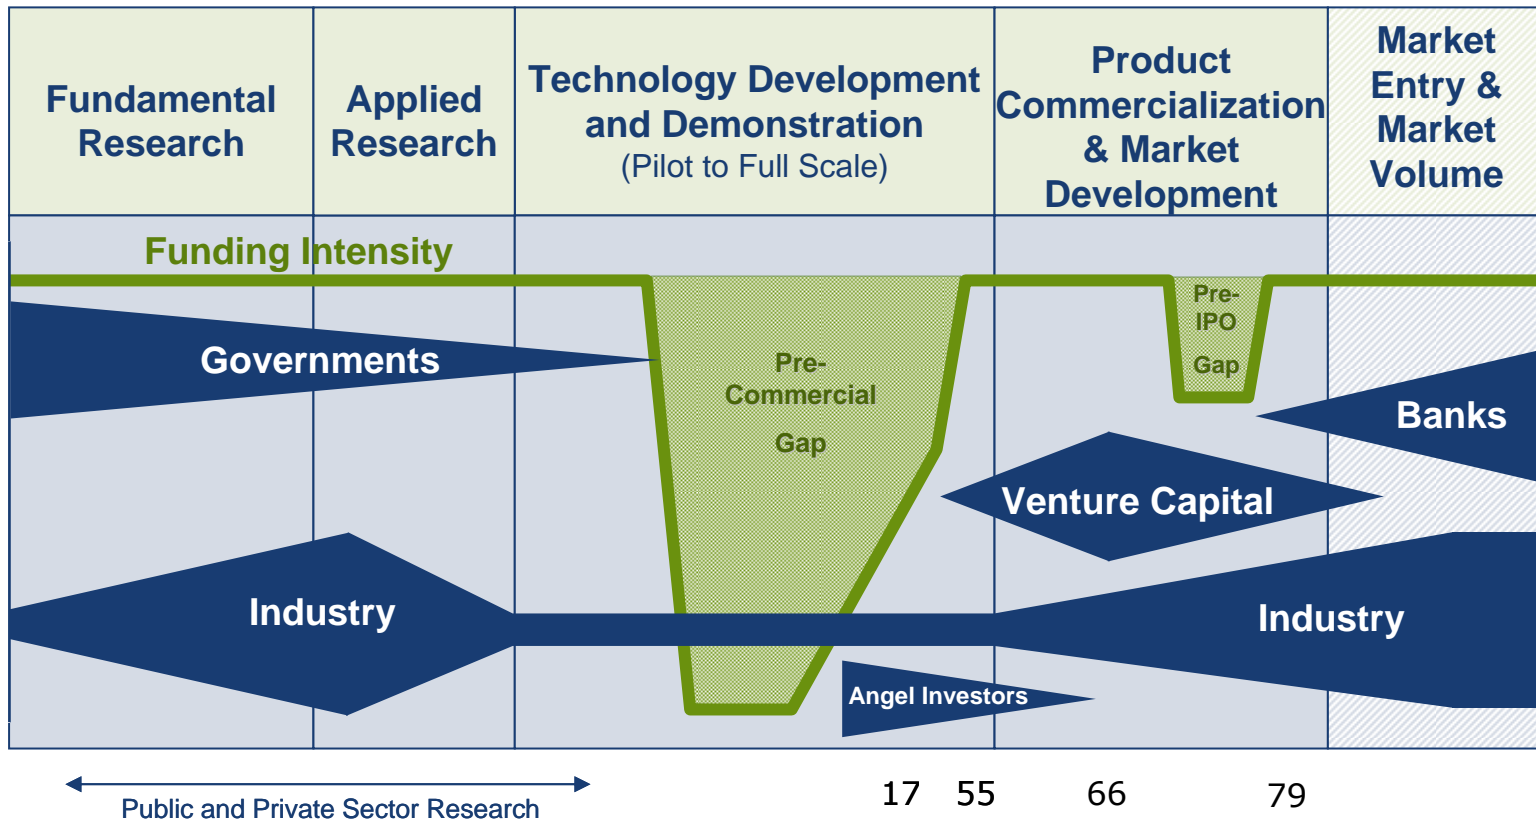 Fundamental
Research
Applied
Research
Technology Development
and Demonstration
(Pilot to Full Scale)
Product
Commercialization
& Market
Development
Market
Entry &
Market
Volume
Funding Intensity
Governments
Pre-
Commercial
Gap
Pre-
IPO
Gap
Banks
Venture Capital
Industry
Industry
Angel Investors
Public and Private Sector Research
17 55 66 79